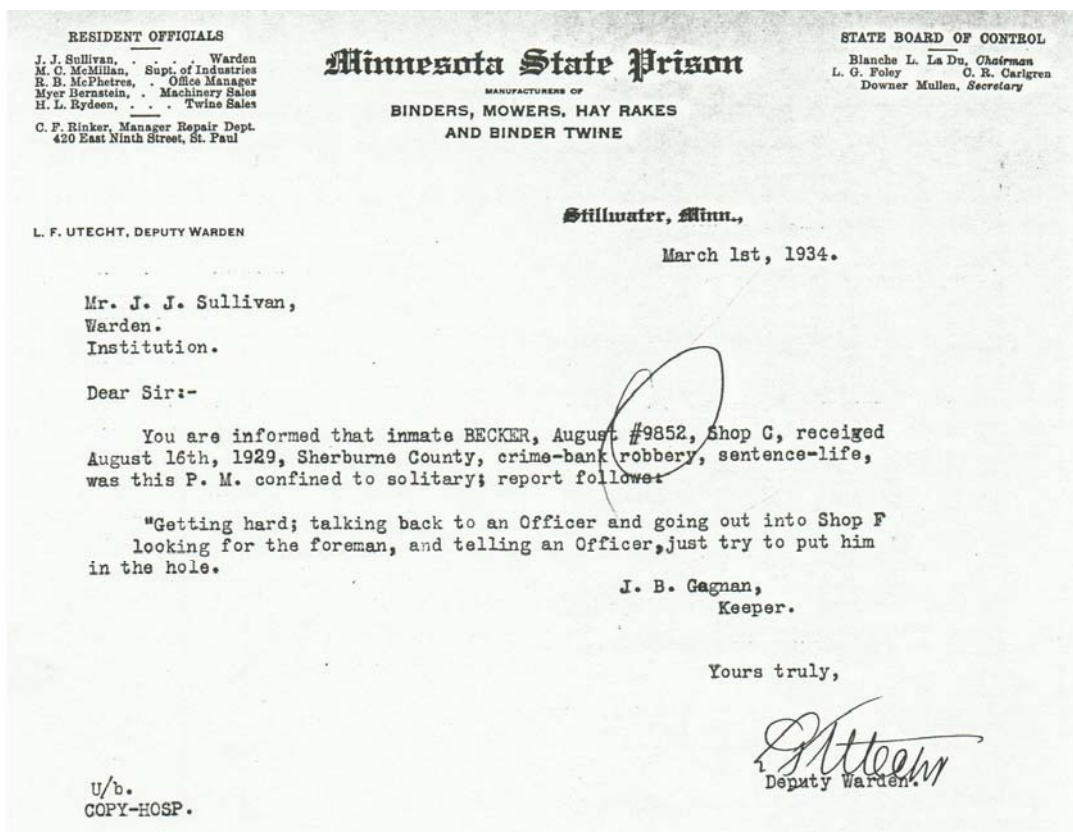 RESIDENT OFFICIALS
J. J. Sullivan, . . . . Warden
M. C. McMillan, Supt. of Industries
R. B. McPhetres, . Office Manager
Myer Bernstein, . Machinery Sales
H. L. Rydeen, . . . Twine Sales
C. F. Rinker, Manager Repair Dept.
420 East Ninth Street, St. Paul
Minnesota State Prison
MANUFACTURERS OF
BINDERS, MOWERS, HAY RAKES
AND BINDER TWINE
STATE BOARD OF CONTROL
Blanche L. La Du, Chairman
L. G. Foley C. R. Carlgren
Downer Mullen, Secretary
L. F. UTECHT, DEPUTY WARDEN
Stillwater, Minn.,
March 1st, 1934.
Mr. J. J. Sullivan,
Warden.
Institution.
Dear Sir:-
You are informed that inmate BECKER, August #9852, Shop C, received
August 16th, 1929, Sherburne County, crime-bank robbery, sentence-life,
was this P. M. confined to solitary; report follows:
"Getting hard; talking back to an Officer and going out into Shop F
looking for the foreman, and telling an Officer,just try to put him
in the hole.
J. B. Gagnan,
Keeper.
Yours truly,
L F Utecht
Deputy Warden.
U/b.
COPY-HOSP.